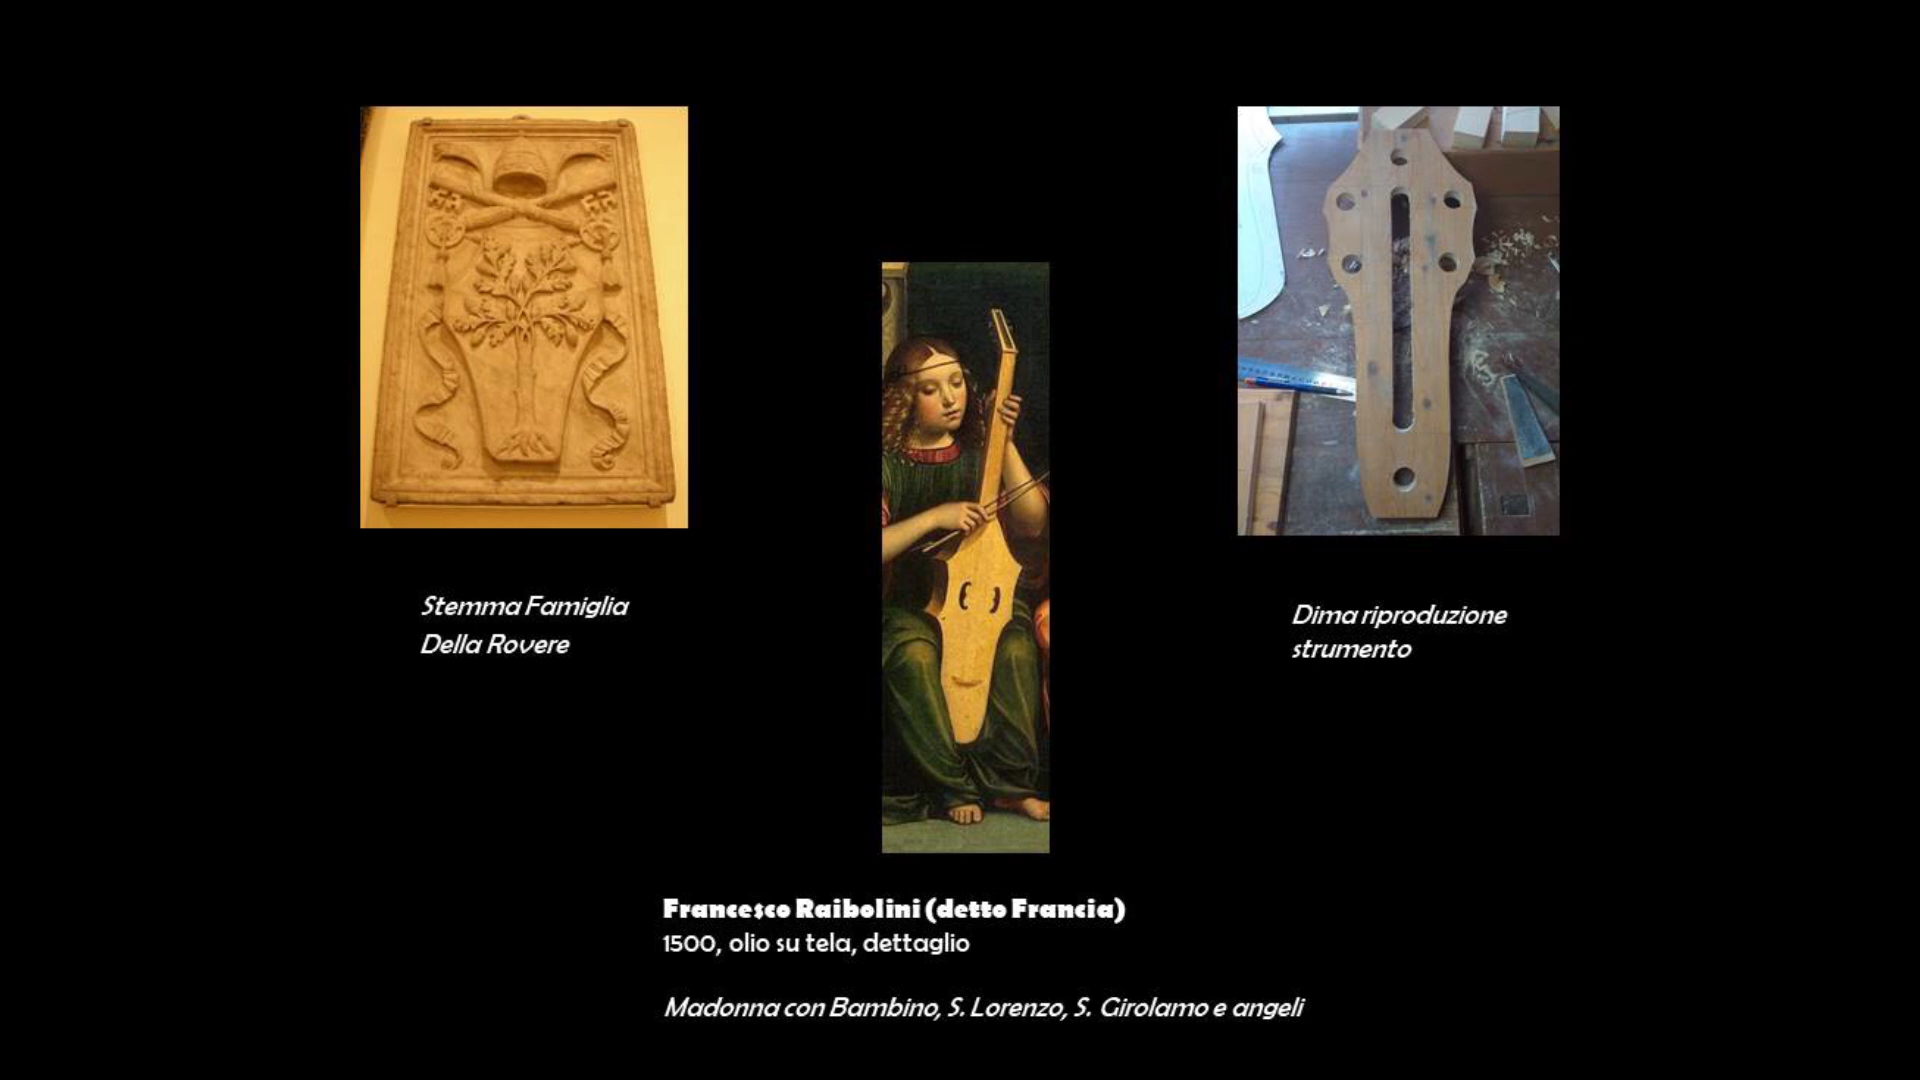 Stemma Famiglia
Della Rovere
Dima riproduzione
strumento
Francesco Raibolini (detto Francia)
1500, olio su tela, dettaglio
Madonna con Bambino, S. Lorenzo, S. Girolamo e angeli